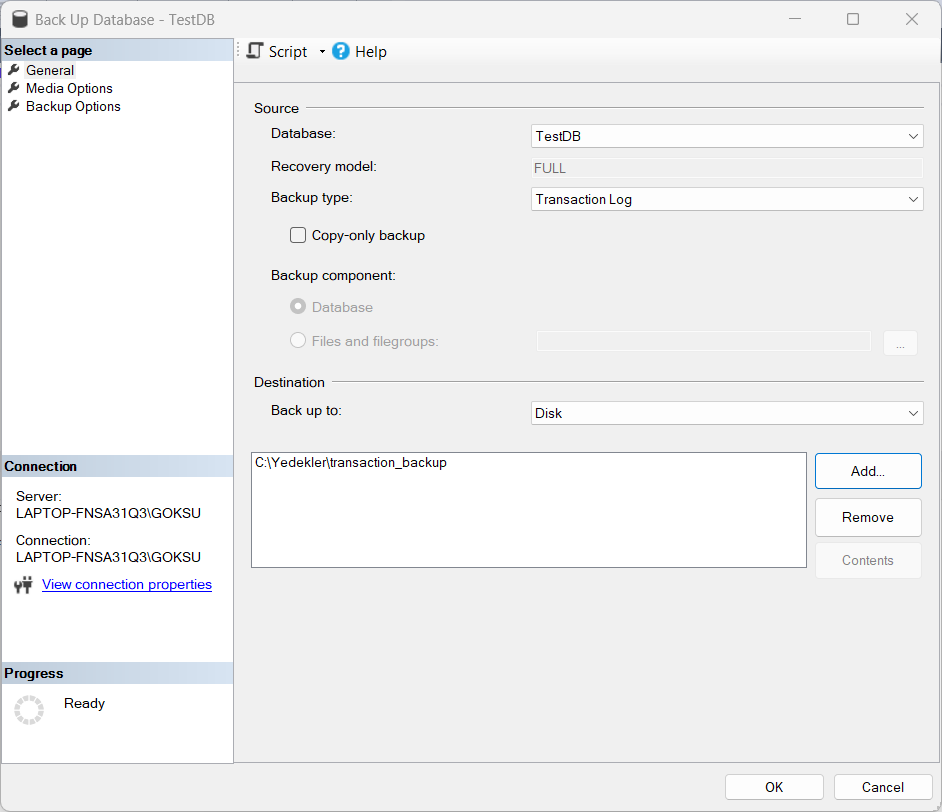 Back Up Database - TestDB
Select a page
General
Media Options
Backup Options
Script
Help
Source
Database:
TestDB
Recovery model:
FULL
Backup type:
Transaction Log
Copy-only backup
Backup component:
Database
Files and filegroups:
...
Destination
Back up to:
Disk
C:\Yedekler\transaction_backup
Add...
Remove
Contents
Connection
Server:
LAPTOP-FNSA31Q3\GOKSU
Connection:
LAPTOP-FNSA31Q3\GOKSU
View connection properties
Progress
Ready
OK
Cancel